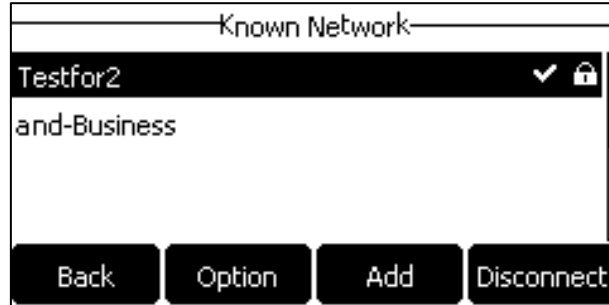 Known Network
Testfor2
and-Business
Back Option Add Disconnect